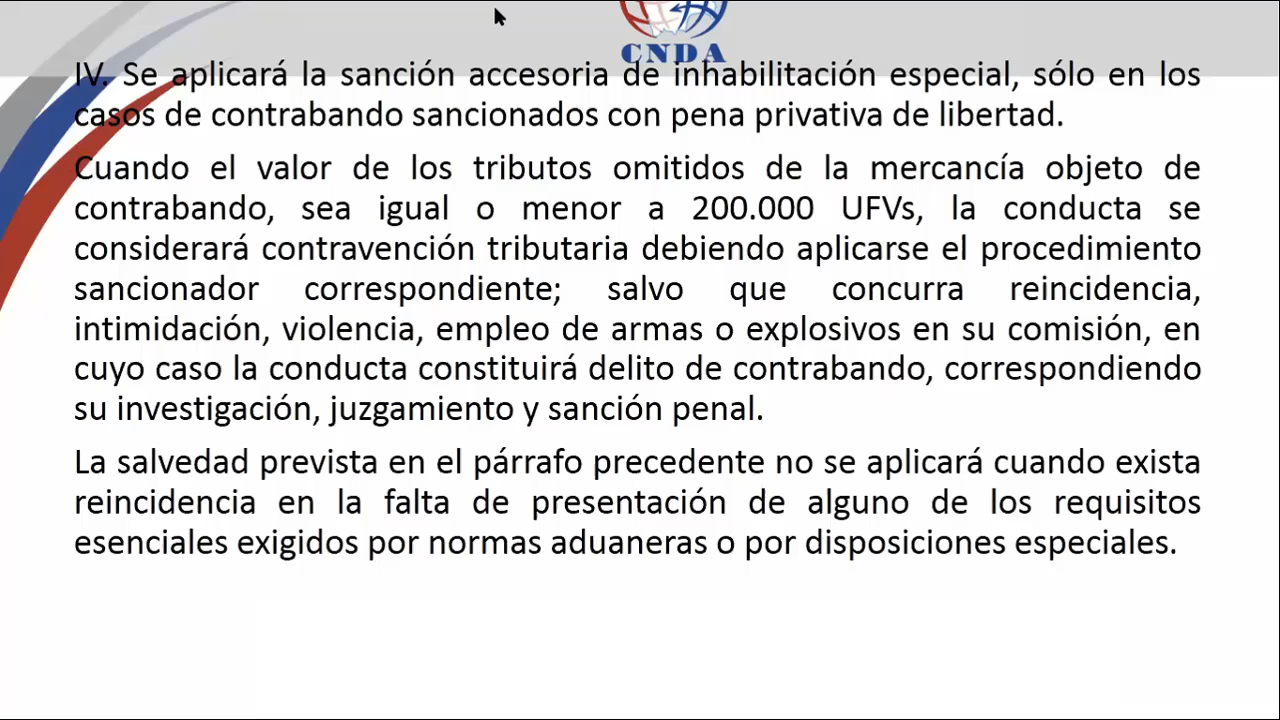 CNDA
IV. Se aplicará la sanción accesoria de inhabilitación especial, sólo en los
casos de contrabando sancionados con pena privativa de libertad.
Cuando el valor de los tributos omitidos de la mercancía objeto de
contrabando, sea igual o menor a 200.000 UFVs, la conducta se
considerará contravención tributaria debiendo aplicarse el procedimiento
sancionador correspondiente; salvo que concurra reincidencia,
intimidación, violencia, empleo de armas o explosivos en su comisión, en
cuyo caso la conducta constituirá delito de contrabando, correspondiendo
su investigación, juzgamiento y sanción penal.
La salvedad prevista en el párrafo precedente no se aplicará cuando exista
reincidencia en la falta de presentación de alguno de los requisitos
esenciales exigidos por normas aduaneras o por disposiciones especiales.